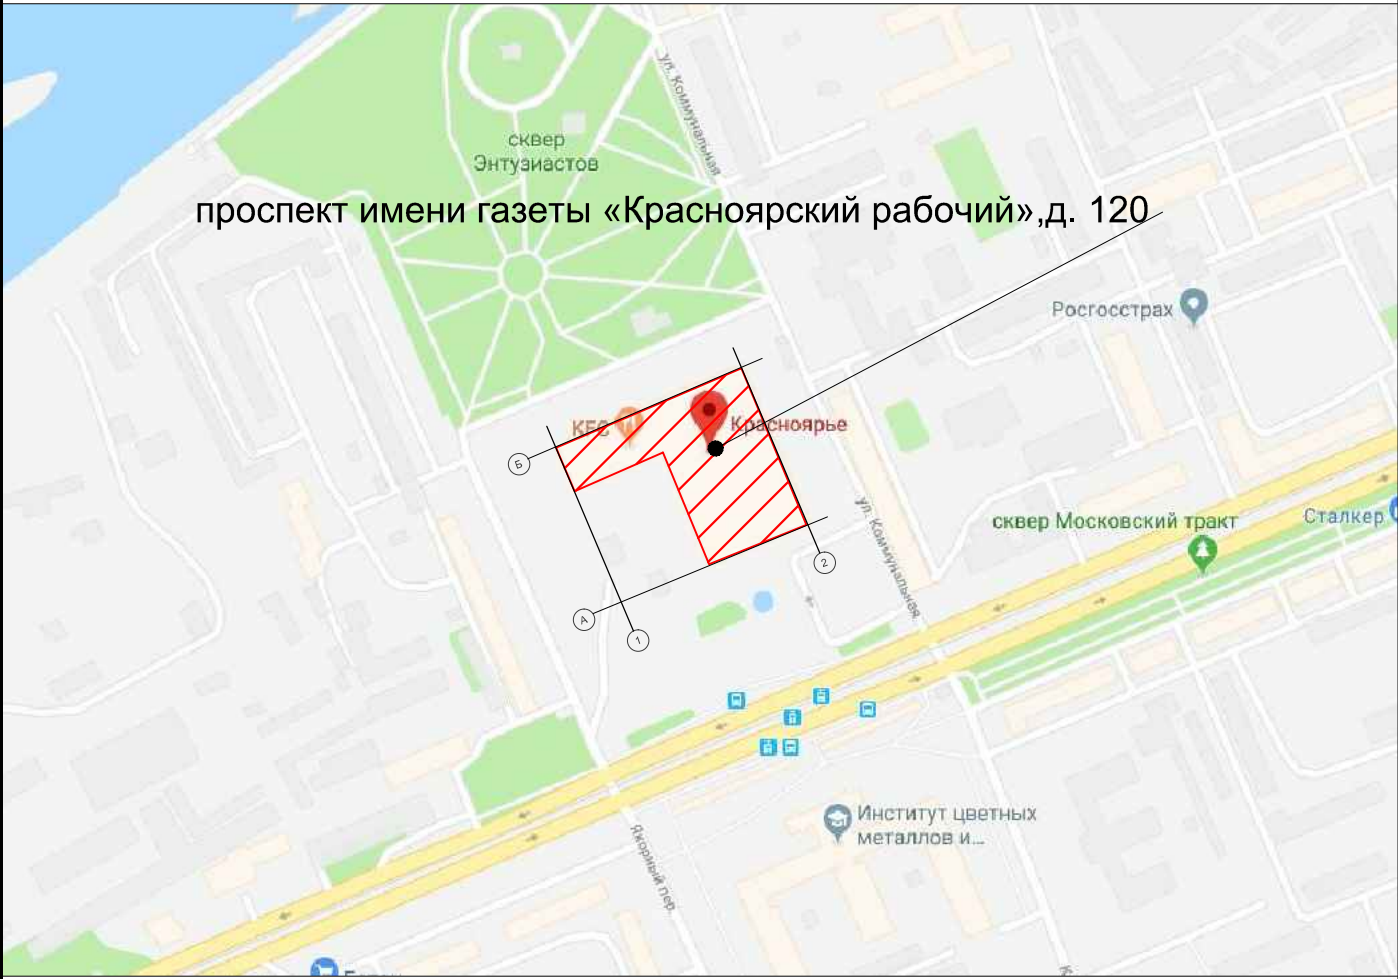 ул. Коммунальная
сквер
Энтузиастов
проспект имени газеты «Красноярский рабочий»,д. 120
Росгосстрах
KFC
Красноярье
Б
ул. Коммунальная
сквер Московский тракт
Сталкер
2
А
1
Институт цветных
металлов и...
Якорный пер.